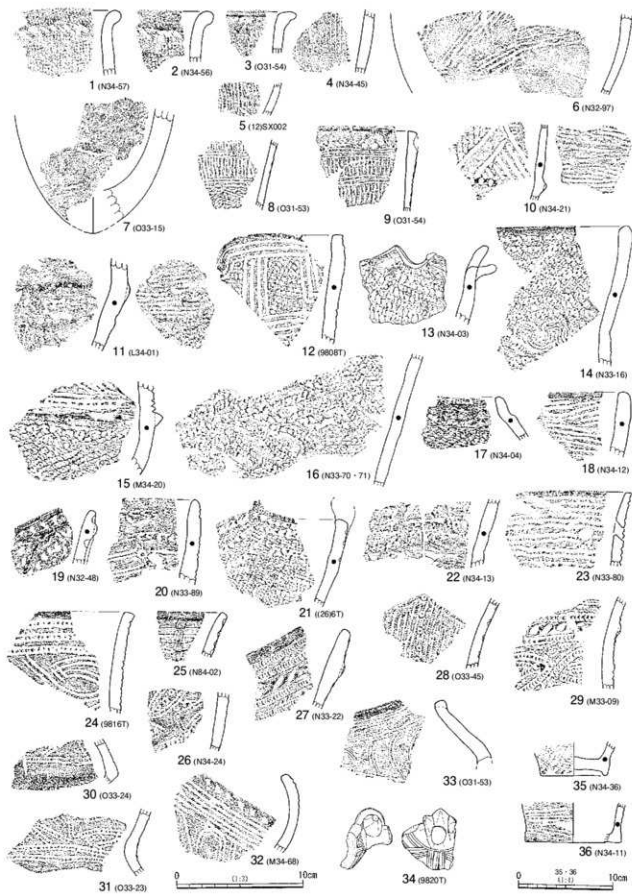 1 (N34-57)
2 (N34-56)
3 (O31-54)
4 (N34-45)
5 (12)SX002
6 (N32-97)
7 (O33-15)
8 (O31-53)
9 (O31-54)
10 (N34-21)
11 (L34-01)
12 (9808T)
13 (N34-03)
14 (N33-16)
15 (M34-20)
16 (N33-70・71)
17 (N34-04)
18 (N34-12)
19 (N32-48)
20 (N33-89)
21 ((26)6T)
22 (N34-13)
23 (N33-80)
24 (9816T)
25 (N84-02)
26 (N34-24)
27 (N33-22)
28 (O33-45)
29 (M33-09)
30 (O33-24)
31 (O33-23)
32 (M34-68)
33 (O31-53)
34 (9820T)
35 (N34-36)
36 (N34-11)
0 10cm
35・36
0 10cm